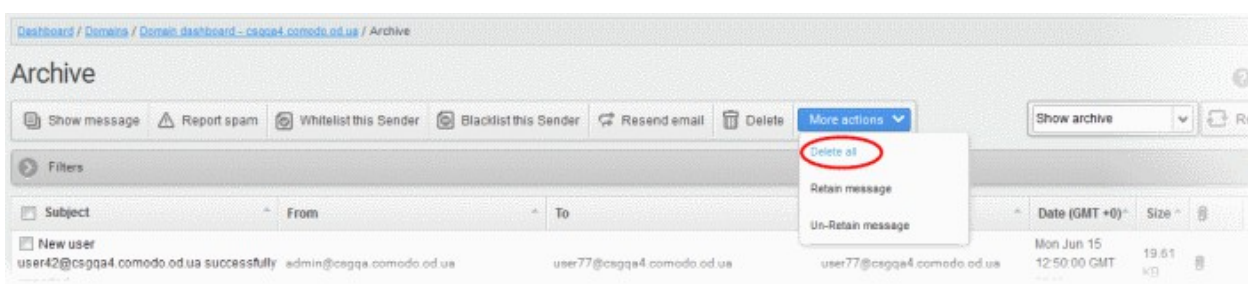 Dashboard / Domains / Domain dashboard - csgqa4.comodo.od.ua / Archive
Archive
Show message Report spam Whitelist this Sender Blacklist this Sender Resend email Delete More actions Show archive
Delete all
Filters
Retain message
Un-Retain message
Subject From To Date (GMT +0) Size
New user
user42@csgqa4.comodo.od.ua successfully admin@csgqa.comodo.od.ua user77@csgqa4.comodo.od.ua user77@csgqa4.comodo.od.ua Mon Jun 15
12:50:00 GMT 19.61
KB